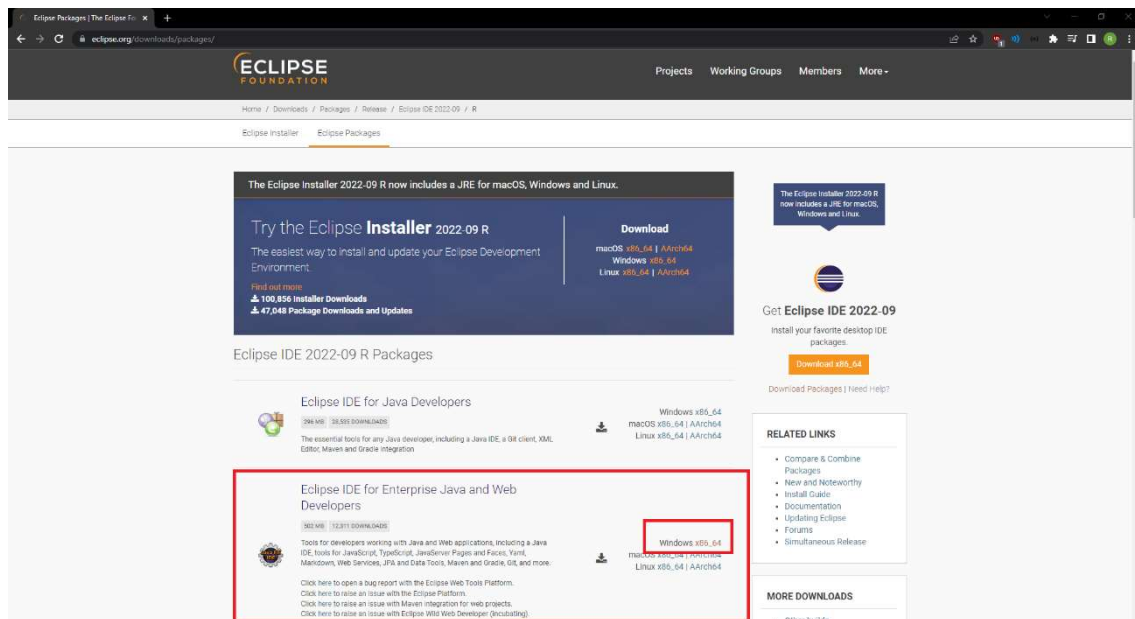 Eclipse Packages | The Eclipse Fo
eclipse.org/downloads/packages/
ECLIPSE
FOUNDATION
Projects Working Groups Members More
Home / Downloads / Packages / Release / Eclipse IDE 2022-09 / R
Eclipse Installer Eclipse Packages
The Eclipse Installer 2022-09 R now includes a JRE for macOS, Windows and Linux.
Try the Eclipse Installer 2022-09 R
The easiest way to install and update your Eclipse Development
Environment.
Find out more
100,856 Installer Downloads
47,048 Package Downloads and Updates
Download
macOS x86_64 | AArch64
Windows x86_64
Linux x86_64 | AArch64
The Eclipse Installer 2022-09 R
now includes a JRE for macOS,
Windows and Linux.
Get Eclipse IDE 2022-09
Install your favorite desktop IDE
packages.
Download x86_64
Download Packages | Need Help?
Eclipse IDE 2022-09 R Packages
Eclipse IDE for Java Developers
296 MB 28,585 DOWNLOADS
The essential tools for any Java developer, including a Java IDE, a Git client, XML
Editor, Maven and Gradle integration
Windows x86_64
macOS x86_64 | AArch64
Linux x86_64 | AArch64
Eclipse IDE for Enterprise Java and Web
Developers
502 MB 12,311 DOWNLOADS
Tools for developers working with Java and Web applications, including a Java
IDE, tools for JavaScript, TypeScript, JavaServer Pages and Faces, Yaml,
Markdown, Web Services, JPA and Data Tools, Maven and Gradle, Git, and more.
Click here to open a bug report with the Eclipse Web Tools Platform.
Click here to raise an issue with the Eclipse Platform.
Click here to raise an issue with Maven integration for web projects.
Click here to raise an issue with Eclipse Wild Web Developer (incubating).
Windows x86_64
macOS x86_64 | AArch64
Linux x86_64 | AArch64
RELATED LINKS
Compare & Combine
Packages
New and Noteworthy
Install Guide
Documentation
Updating Eclipse
Forums
Simultaneous Release
MORE DOWNLOADS